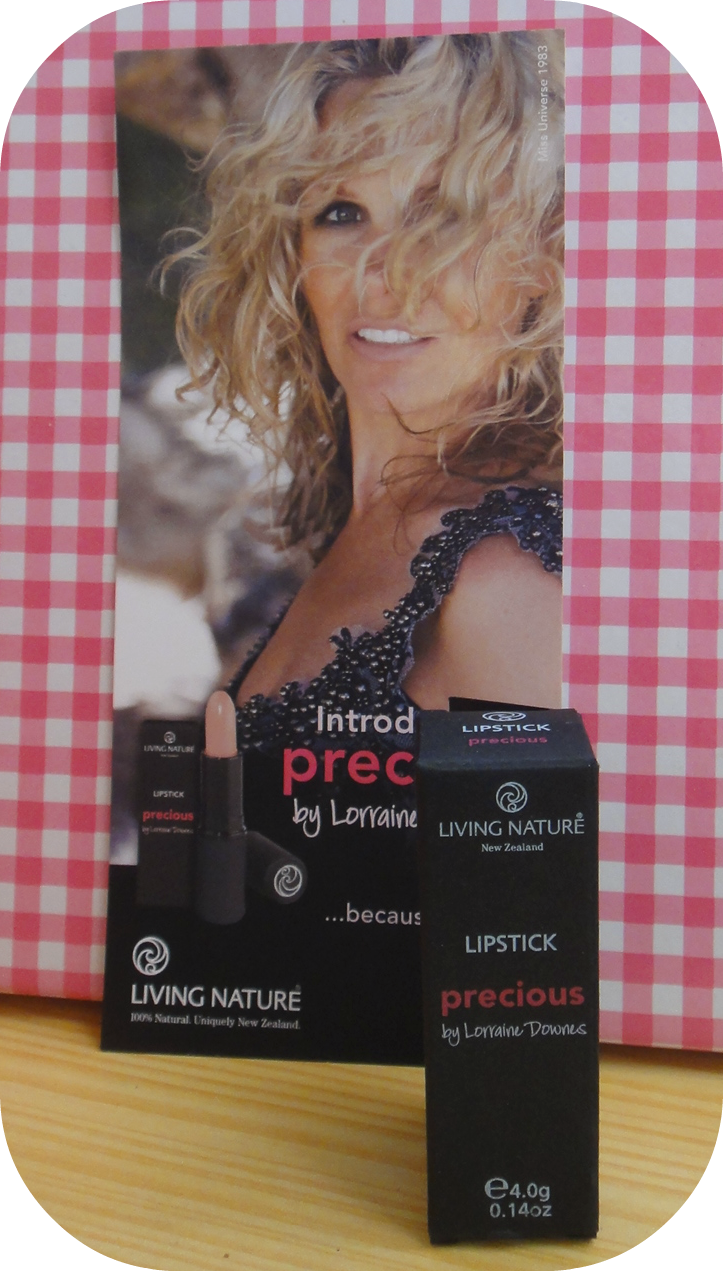 Miss Universe 1983
Introd
prec
by Lorraine
...becaus
LIVING NATURE
LIPSTICK
precious
by Lorraine Downes
LIVING NATURE
100% Natural. Uniquely New Zealand.
LIPSTICK
precious
LIVING NATURE®
New Zealand
LIPSTICK
precious
by Lorraine Downes
℮4.0g
0.14oz